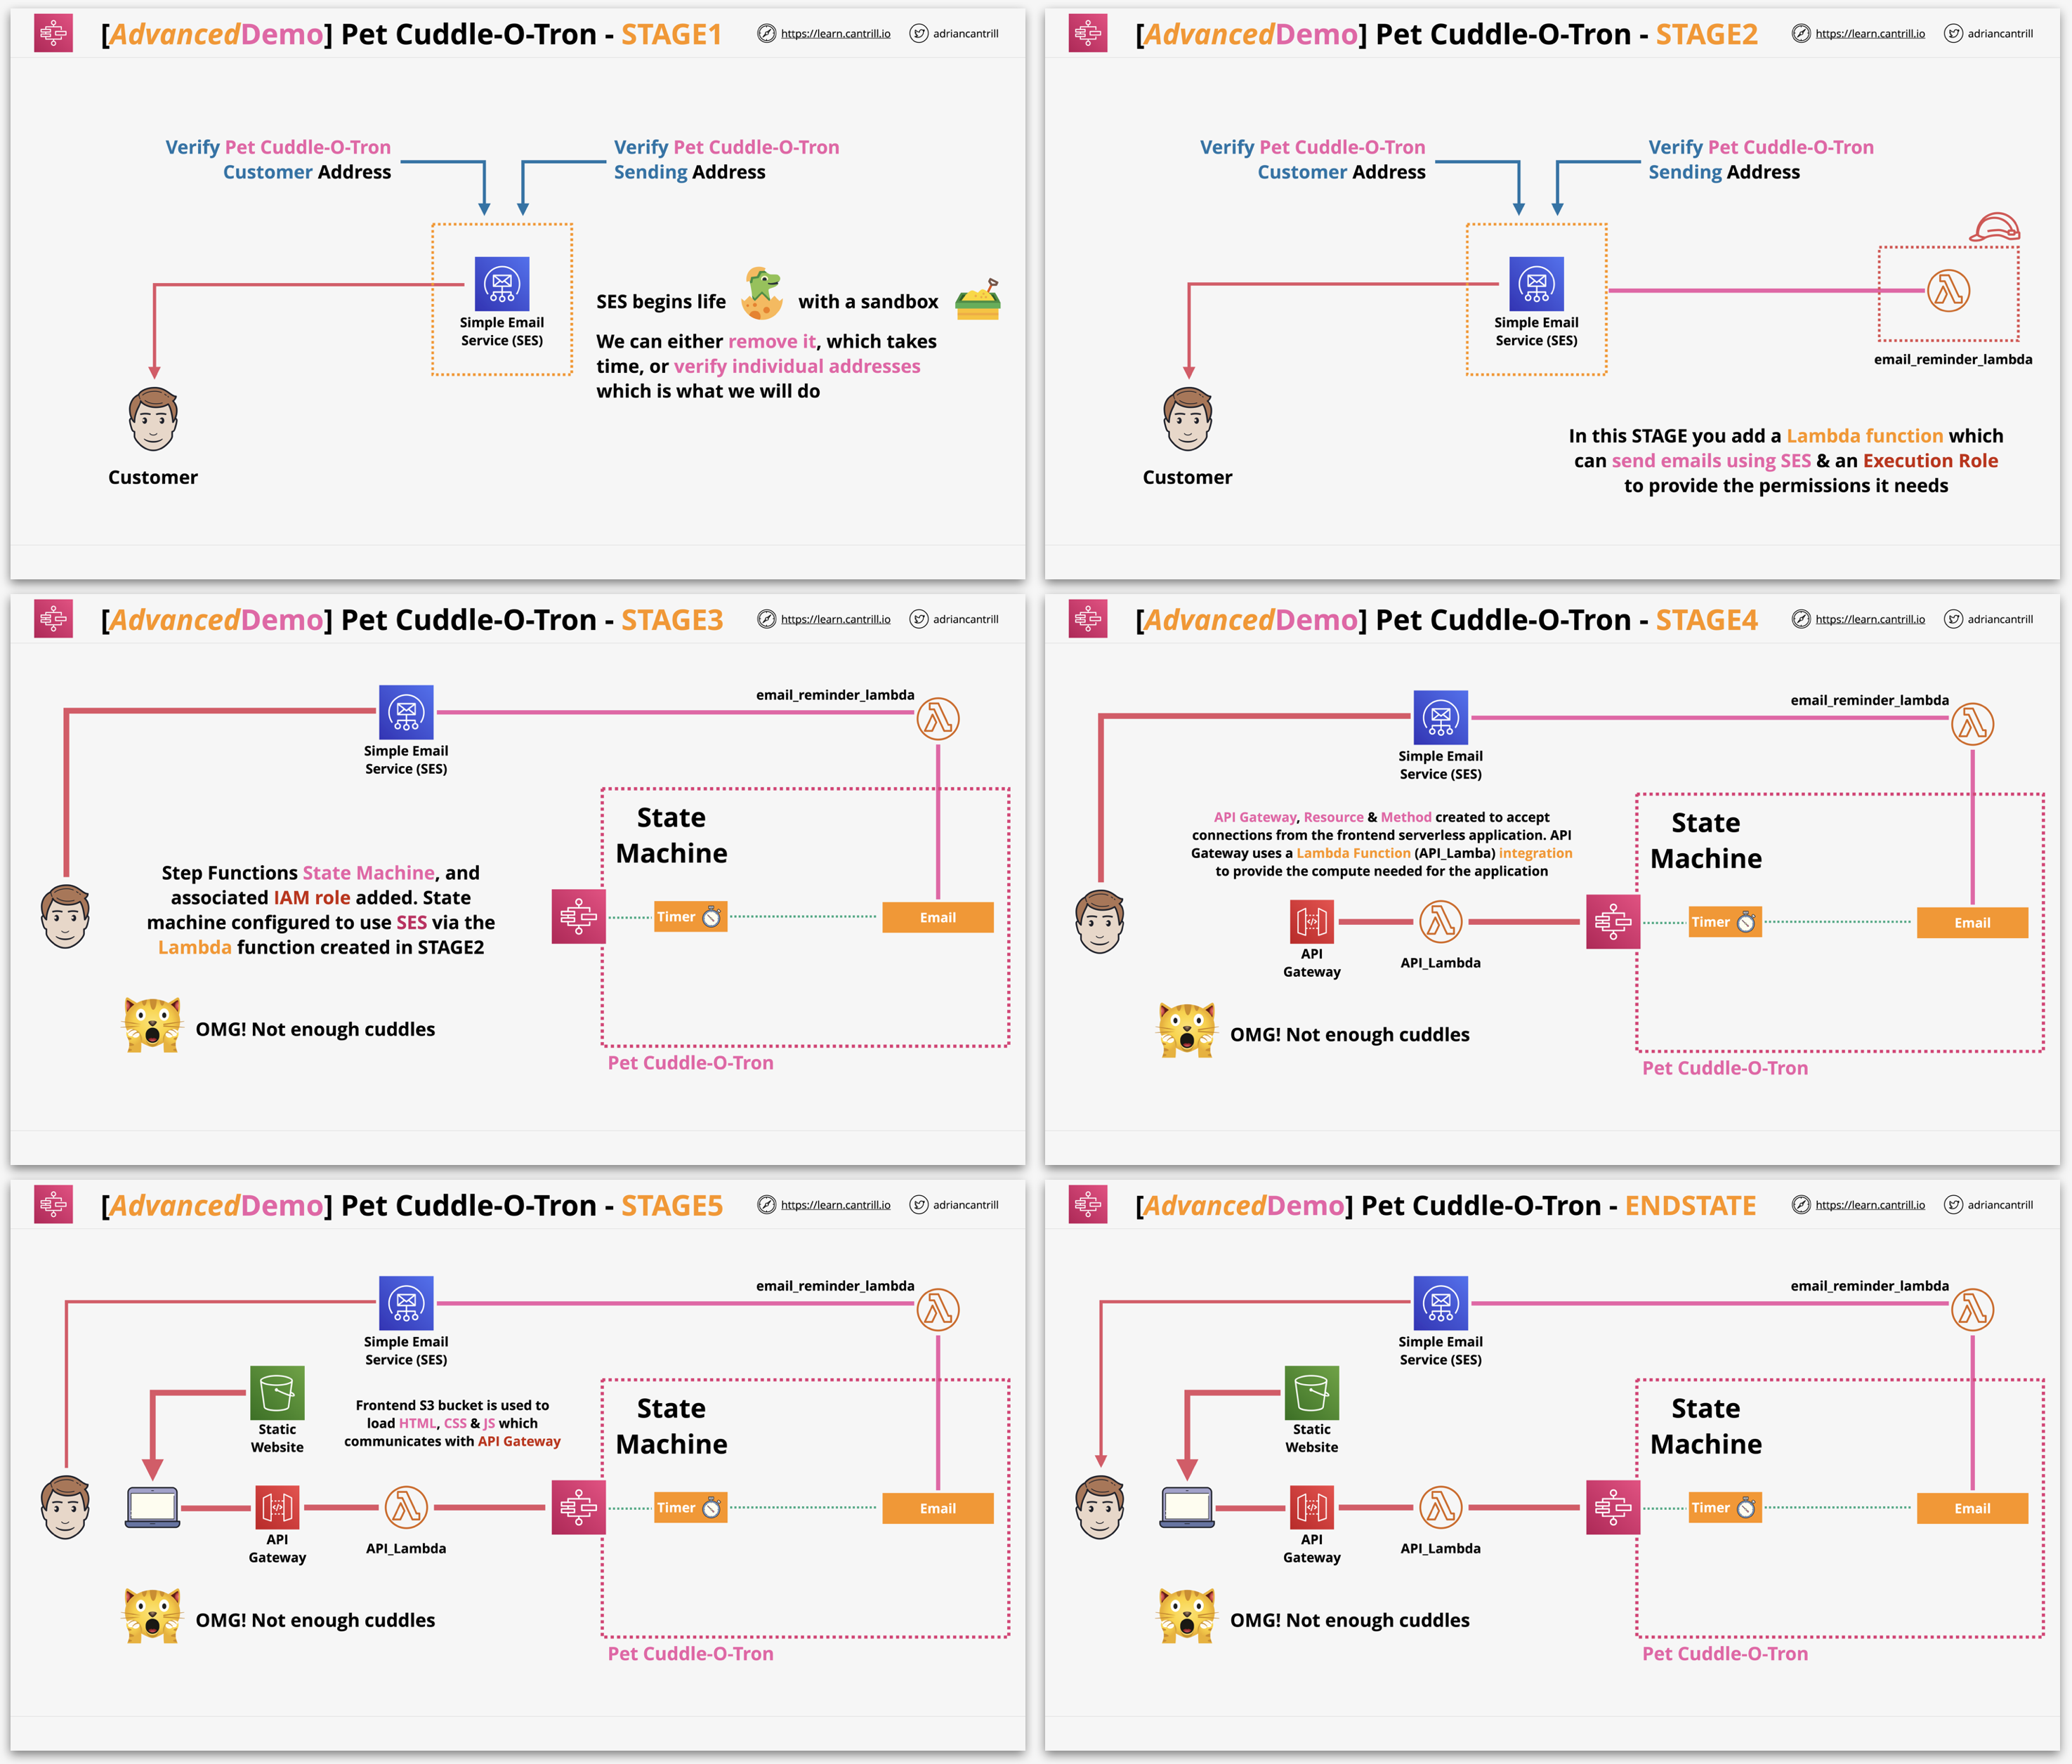 [AdvancedDemo] Pet Cuddle-O-Tron - STAGE1
https://learn.cantrill.io
adriancantrill
Verify Pet Cuddle-O-Tron
Customer Address
Verify Pet Cuddle-O-Tron
Sending Address
Simple Email
Service (SES)
SES begins life with a sandbox
We can either remove it, which takes
time, or verify individual addresses
which is what we will do
Customer
[AdvancedDemo] Pet Cuddle-O-Tron - STAGE2
https://learn.cantrill.io
adriancantrill
Verify Pet Cuddle-O-Tron
Customer Address
Verify Pet Cuddle-O-Tron
Sending Address
Simple Email
Service (SES)
email_reminder_lambda
Customer
In this STAGE you add a Lambda function which
can send emails using SES & an Execution Role
to provide the permissions it needs
[AdvancedDemo] Pet Cuddle-O-Tron - STAGE3
https://learn.cantrill.io
adriancantrill
email_reminder_lambda
Simple Email
Service (SES)
State
Machine
Step Functions State Machine, and
associated IAM role added. State
machine configured to use SES via the
Lambda function created in STAGE2
Timer
Email
OMG! Not enough cuddles
Pet Cuddle-O-Tron
[AdvancedDemo] Pet Cuddle-O-Tron - STAGE4
https://learn.cantrill.io
adriancantrill
email_reminder_lambda
Simple Email
Service (SES)
API Gateway, Resource & Method created to accept
connections from the frontend serverless application. API
Gateway uses a Lambda Function (API_Lamba) integration
to provide the compute needed for the application
State
Machine
Timer
Email
API
Gateway
API_Lambda
OMG! Not enough cuddles
Pet Cuddle-O-Tron
[AdvancedDemo] Pet Cuddle-O-Tron - STAGE5
https://learn.cantrill.io
adriancantrill
email_reminder_lambda
Simple Email
Service (SES)
Static
Website
Frontend S3 bucket is used to
load HTML, CSS & JS which
communicates with API Gateway
State
Machine
Timer
Email
API
Gateway
API_Lambda
OMG! Not enough cuddles
Pet Cuddle-O-Tron
[AdvancedDemo] Pet Cuddle-O-Tron - ENDSTATE
https://learn.cantrill.io
adriancantrill
email_reminder_lambda
Simple Email
Service (SES)
Static
Website
State
Machine
Timer
Email
API
Gateway
API_Lambda
OMG! Not enough cuddles
Pet Cuddle-O-Tron